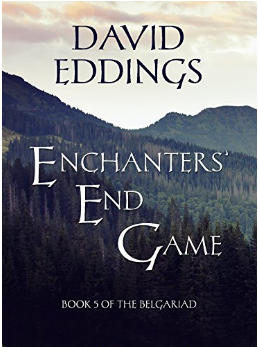 DAVID
EDDINGS
ENCHANTERS'
END
GAME
BOOK 5 OF THE BELGARIAD